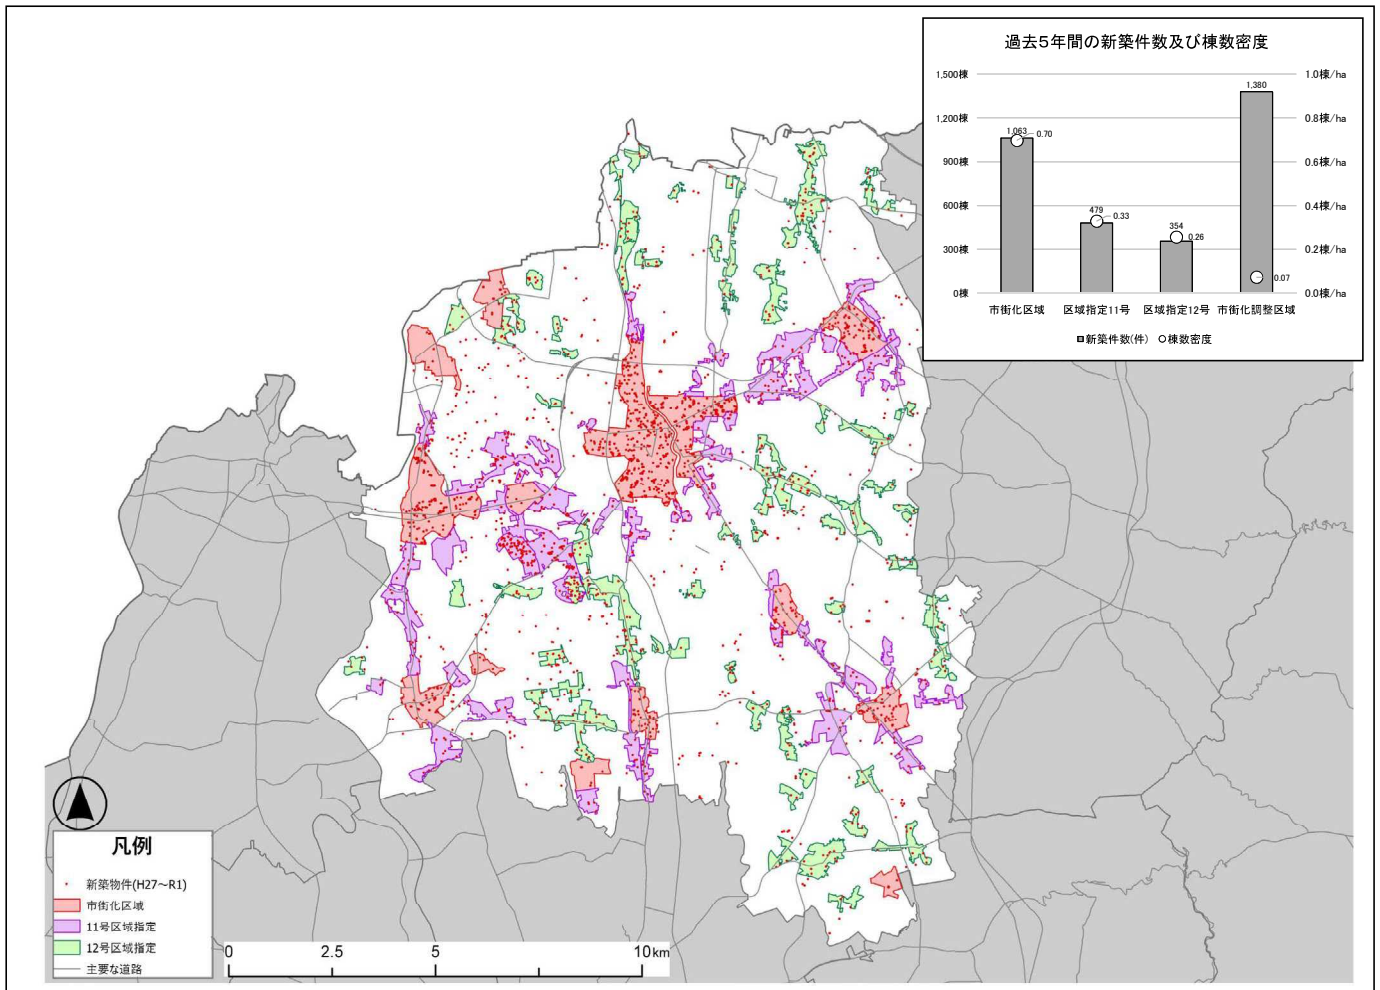 過去5年間の新築件数及び棟数密度
1,500棟
1,200棟
900棟
600棟
300棟
0棟
1.0棟/ha
0.8棟/ha
0.6棟/ha
0.4棟/ha
0.2棟/ha
0.0棟/ha
1,063
0.70
479
0.33
354
0.26
1,380
0.07
市街化区域 区域指定11号 区域指定12号 市街化調整区域
新築件数(件) 棟数密度
凡例
新築物件(H27～R1)
市街化区域
11号区域指定
12号区域指定
主要な道路
0 2.5 5 10km